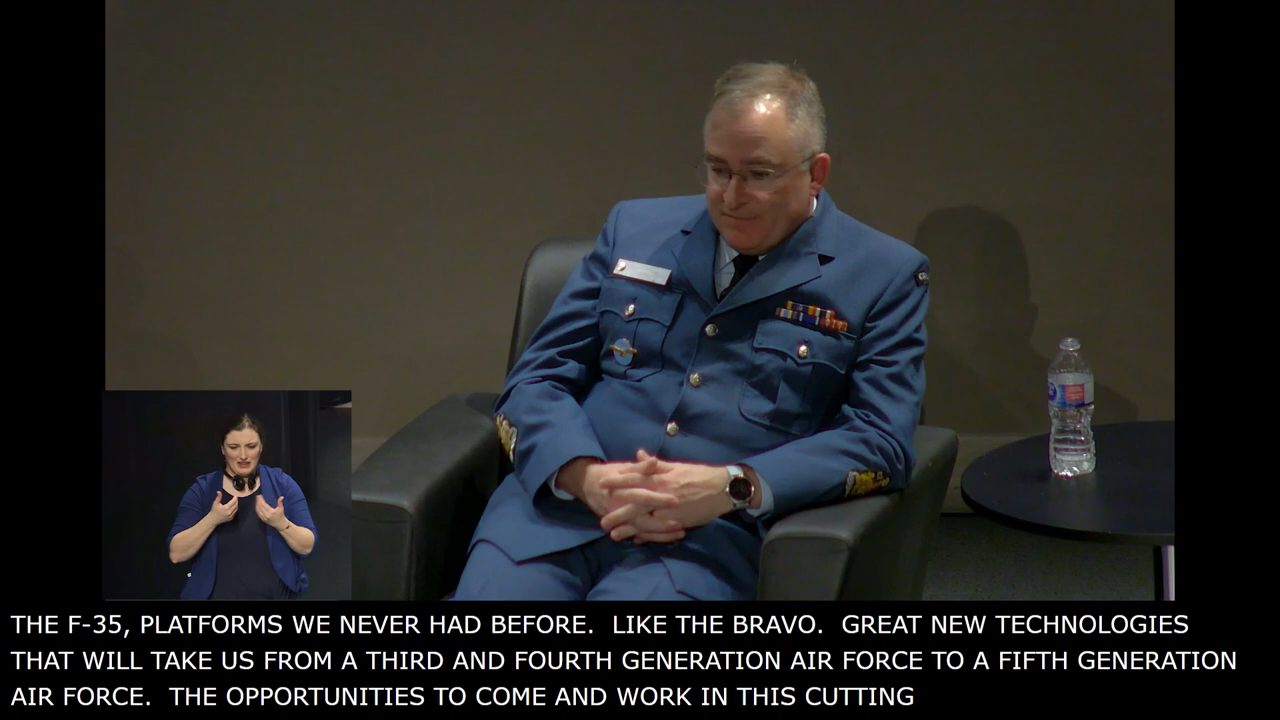 THE F-35, PLATFORMS WE NEVER HAD BEFORE.  LIKE THE BRAVO.  GREAT NEW TECHNOLOGIES
THAT WILL TAKE US FROM A THIRD AND FOURTH GENERATION AIR FORCE TO A FIFTH GENERATION
AIR FORCE.  THE OPPORTUNITIES TO COME AND WORK IN THIS CUTTING